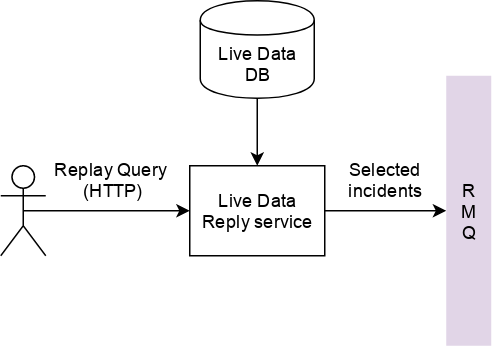 Live Data
DB
Replay Query
(HTTP)
Live Data
Reply service
Selected
incidents
R
M
Q